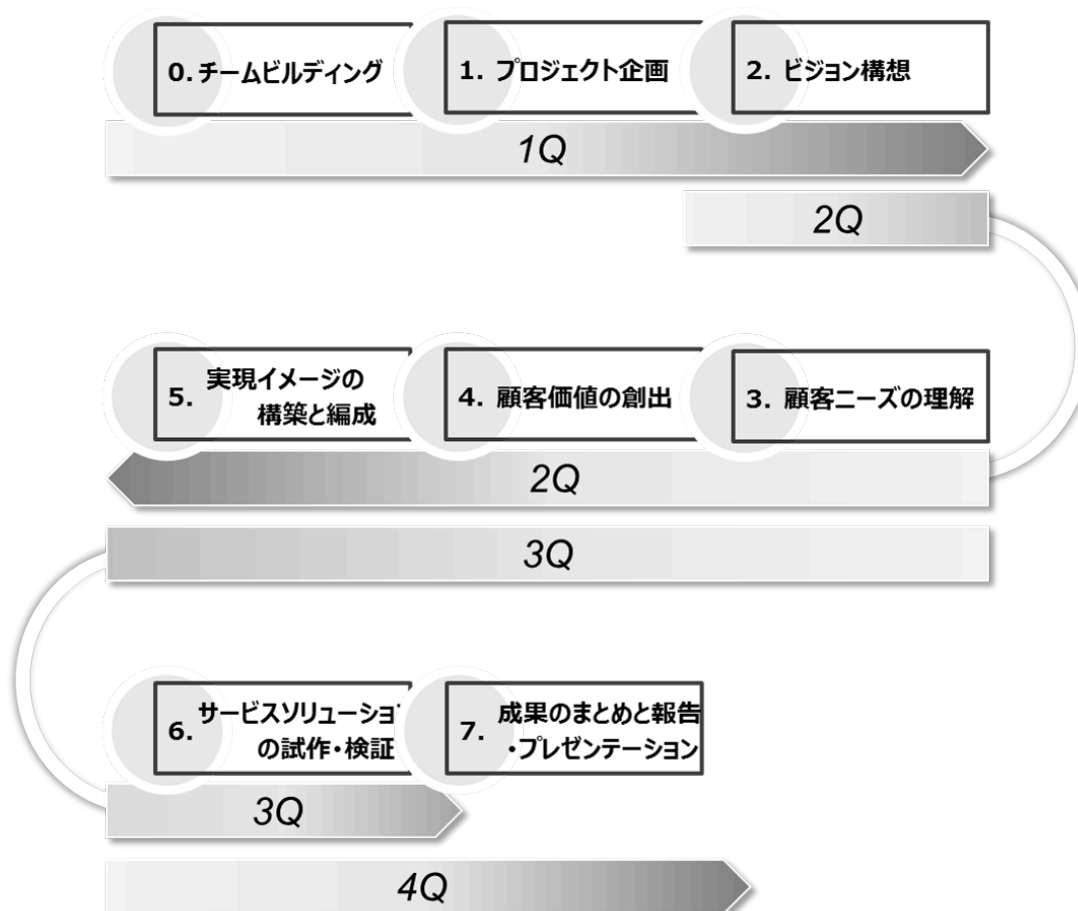 0. チームビルディング
1. プロジェクト企画
2. ビジョン構想
1Q
2Q
5. 実現イメージの
構築と編成
4. 顧客価値の創出
3. 顧客ニーズの理解
2Q
3Q
6. サービスソリューショ
の試作・検証
7. 成果のまとめと報告
・プレゼンテーション
3Q
4Q